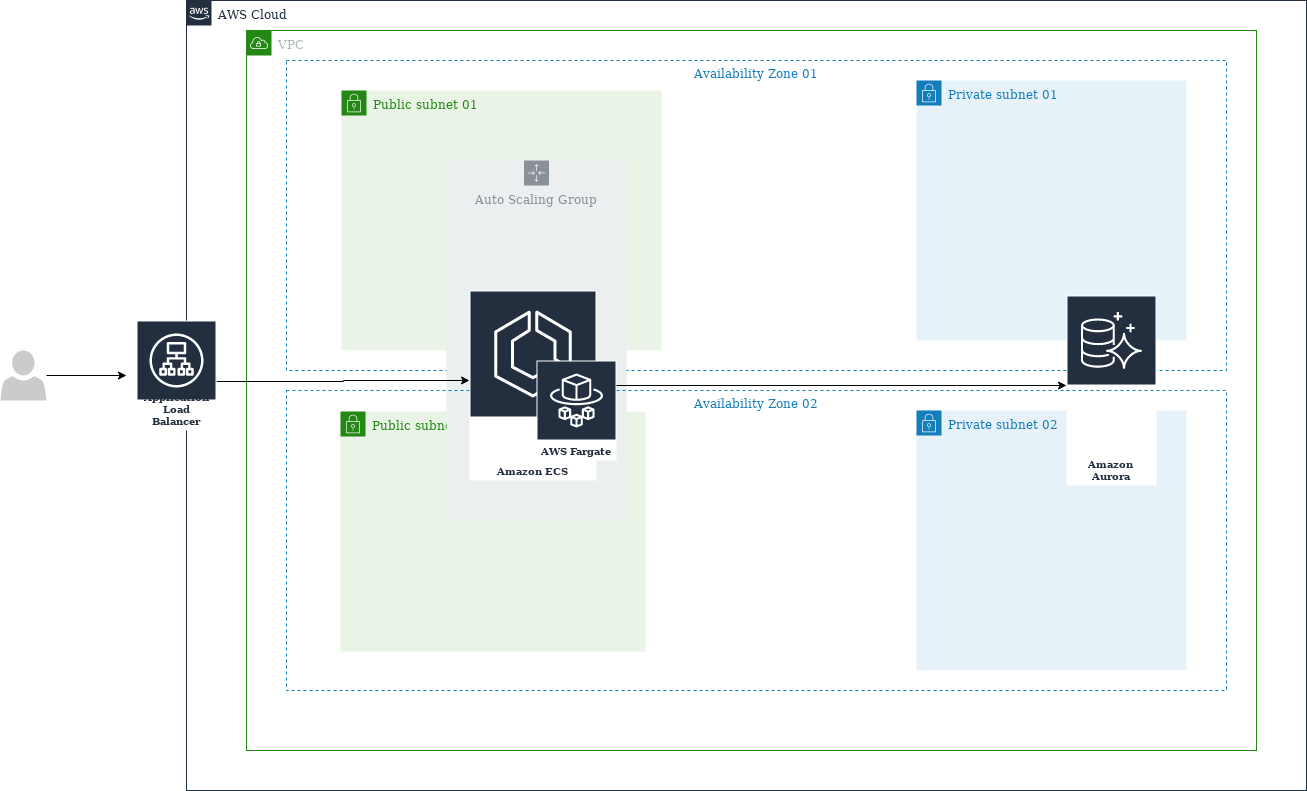 aws
AWS Cloud
VPC
Availability Zone 01
Public subnet 01
Private subnet 01
Auto Scaling Group
Application
Load
Balancer
Availability Zone 02
Public subn
Private subnet 02
AWS Fargate
Amazon ECS
Amazon
Aurora